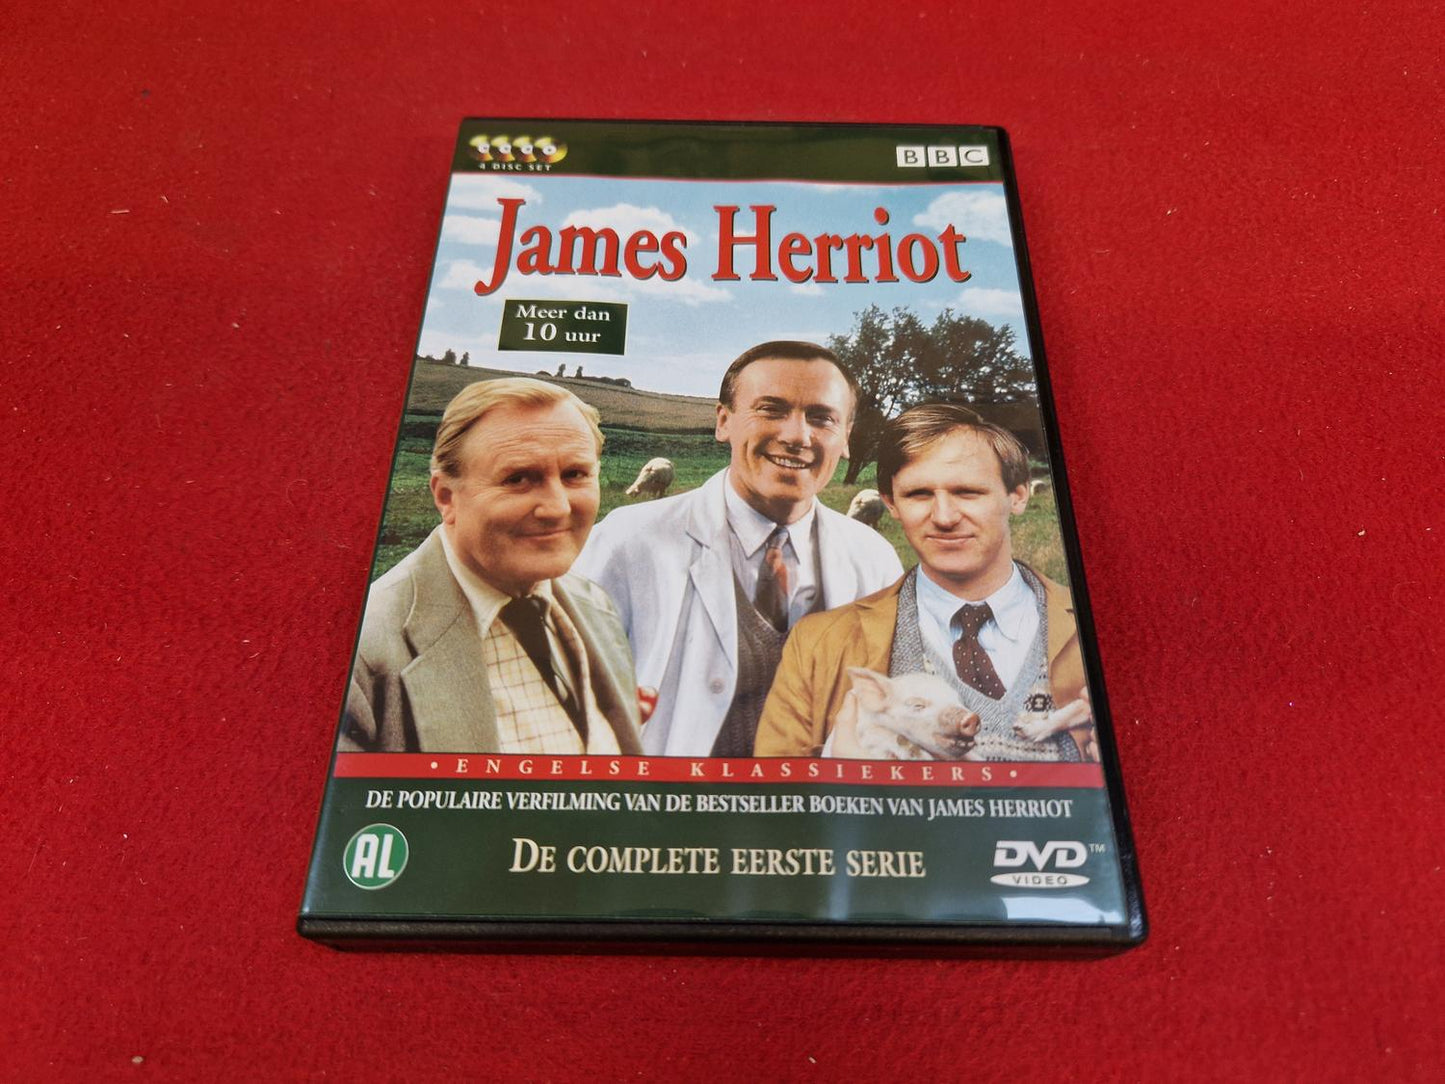 4 DISC SET
BBC
James Herriot
Meer dan
10 uur
• ENGELSE KLASSIEKERS •
DE POPULAIRE VERFILMING VAN DE BESTSELLER BOEKEN VAN JAMES HERRIOT
AL
DE COMPLETE EERSTE SERIE
DVD™
VIDEO